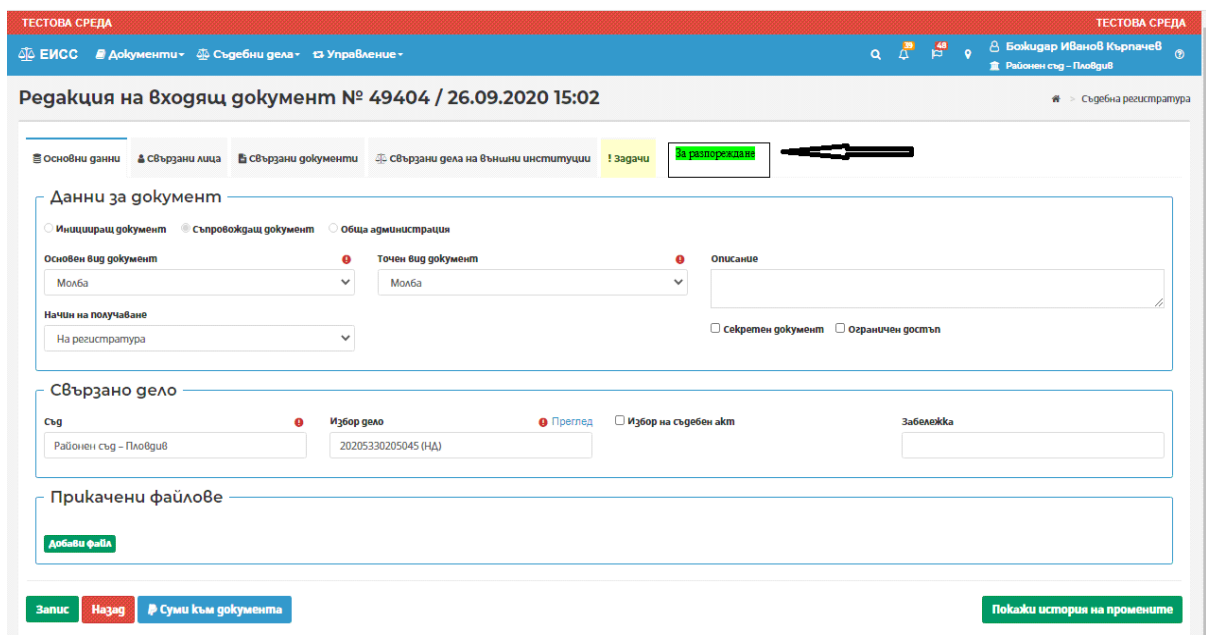 ТЕСТОВА СРЕДА ТЕСТОВА СРЕДА
ЕИСС Документи Съдебни дела Управление 39 48 Божидар Иванов Кърпачев
Районен съд – Пловдив
Редакция на входящ документ № 49404 / 26.09.2020 15:02 > Съдебна регистратура
Основни данни Свързани лица Свързани документи Свързани дела на външни институции ! Задачи За разпореждане
Данни за документ
Иницииращ документ Съпровождащ документ Обща администрация
Основен вид документ Точен вид документ Описание
Молба Молба
Начин на получаване
На регистратура Секретен документ Ограничен достъп
Свързано дело
Съд Избор дело Преглед Избор на съдебен акт Забележка
Районен съд – Пловдив 20205330205045 (НД)
Прикачени файлове
Добави файл
Запис Назад Суми към документа Покажи история на промените